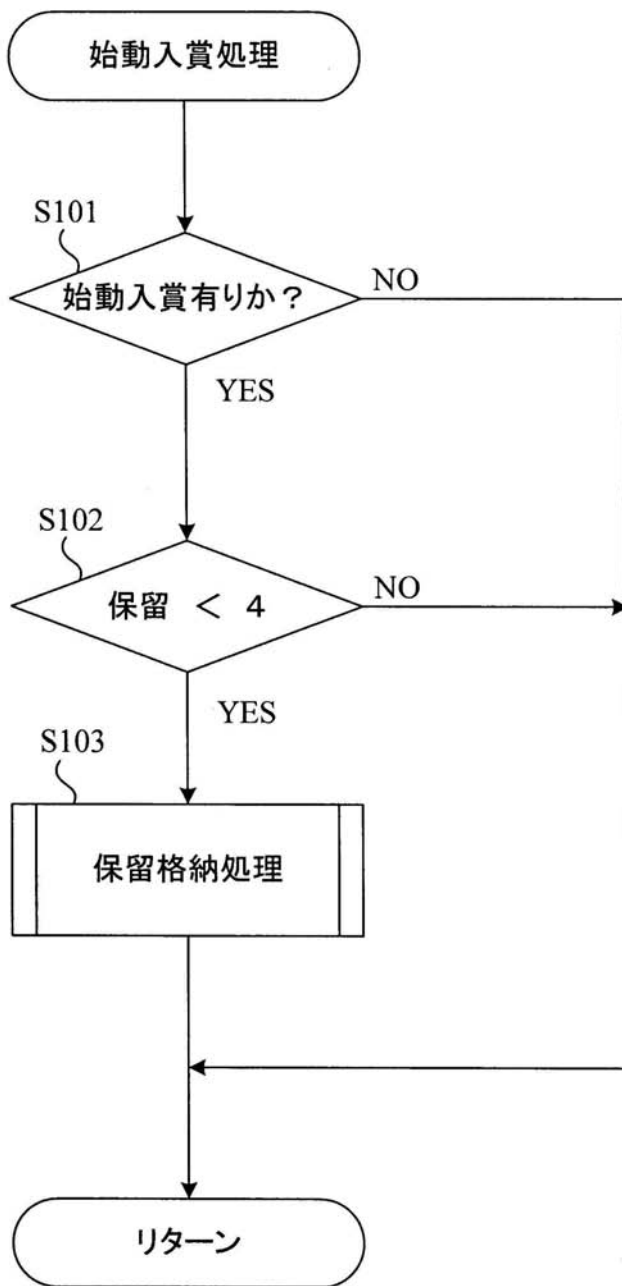 始動入賞処理
S101
始動入賞有りか？
NO
YES
S102
保留 ＜ 4
NO
YES
S103
保留格納処理
リターン